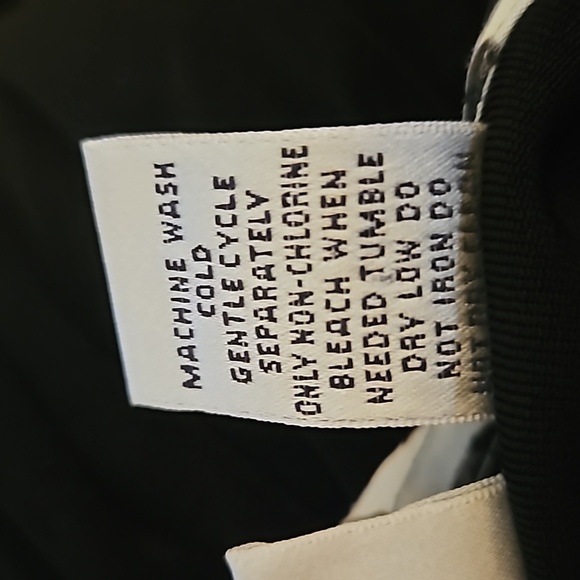 MACHINE WASH
COLD
GENTLE CYCLE
SEPARATELY
ONLY NON-CHLORINE
BLEACH WHEN
NEEDED TUMBLE
DRY LOW DO
NOT IRON DO